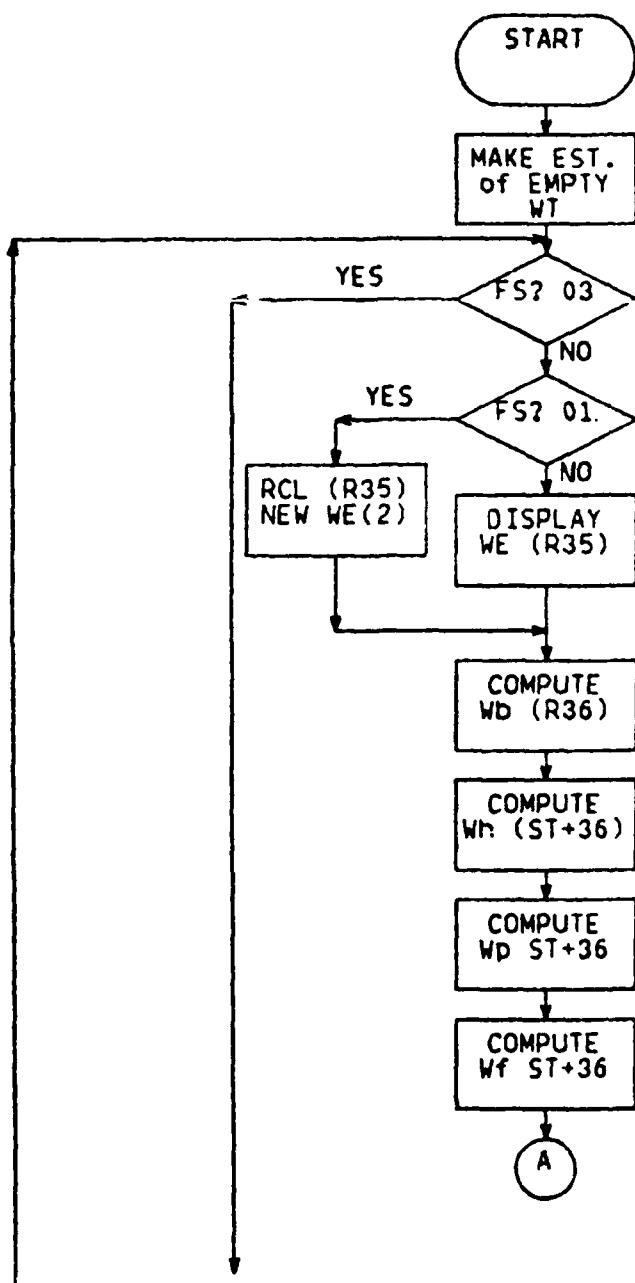 START
MAKE EST.
of EMPTY
WT
YES
FS? 03
NO
YES
FS? 01.
NO
RCL (R35)
NEW WE(2)
DISPLAY
WE (R35)
COMPUTE
Wb (R36)
COMPUTE
Wh (ST+36)
COMPUTE
Wp ST+36
COMPUTE
Wf ST+36
A